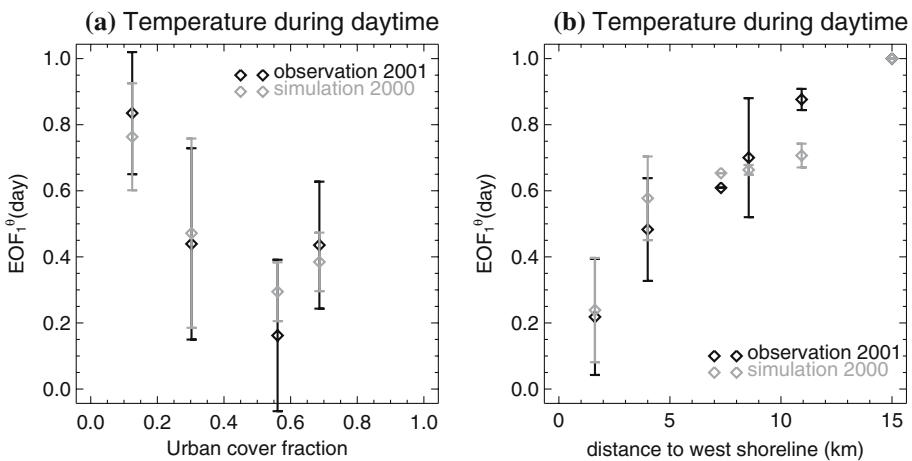 (a) Temperature during daytime
1.0
0.8
0.6
0.4
0.2
0.0
EOF₁ᶿ(day)
observation 2001
simulation 2000
0.0 0.2 0.4 0.6 0.8 1.0
Urban cover fraction
(b) Temperature during daytime
1.0
0.8
0.6
0.4
0.2
0.0
EOF₁ᶿ(day)
observation 2001
simulation 2000
0 5 10 15
distance to west shoreline (km)